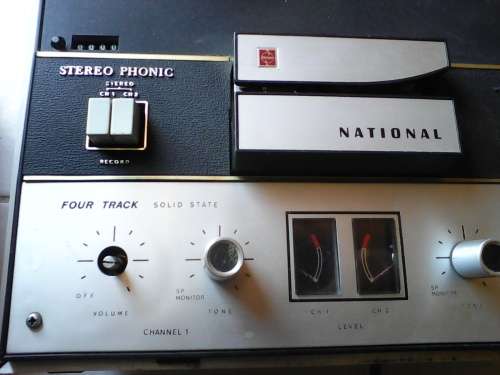 STEREO PHONIC
STEREO
CH 1 CH 2
RECORD
NATIONAL
FOUR TRACK SOLID STATE
OFF
VOLUME
SP
MONITOR
TONE
CHANNEL 1
CH 1
CH 2
LEVEL
SP
MONITOR